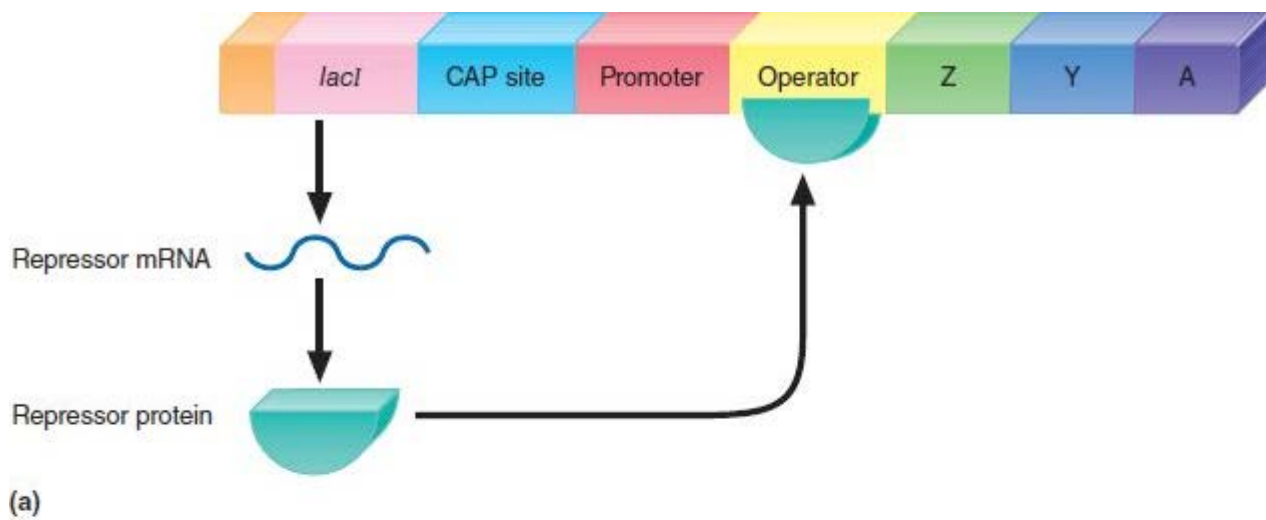 lacI CAP site Promoter Operator Z Y A
Repressor mRNA
Repressor protein
(a)